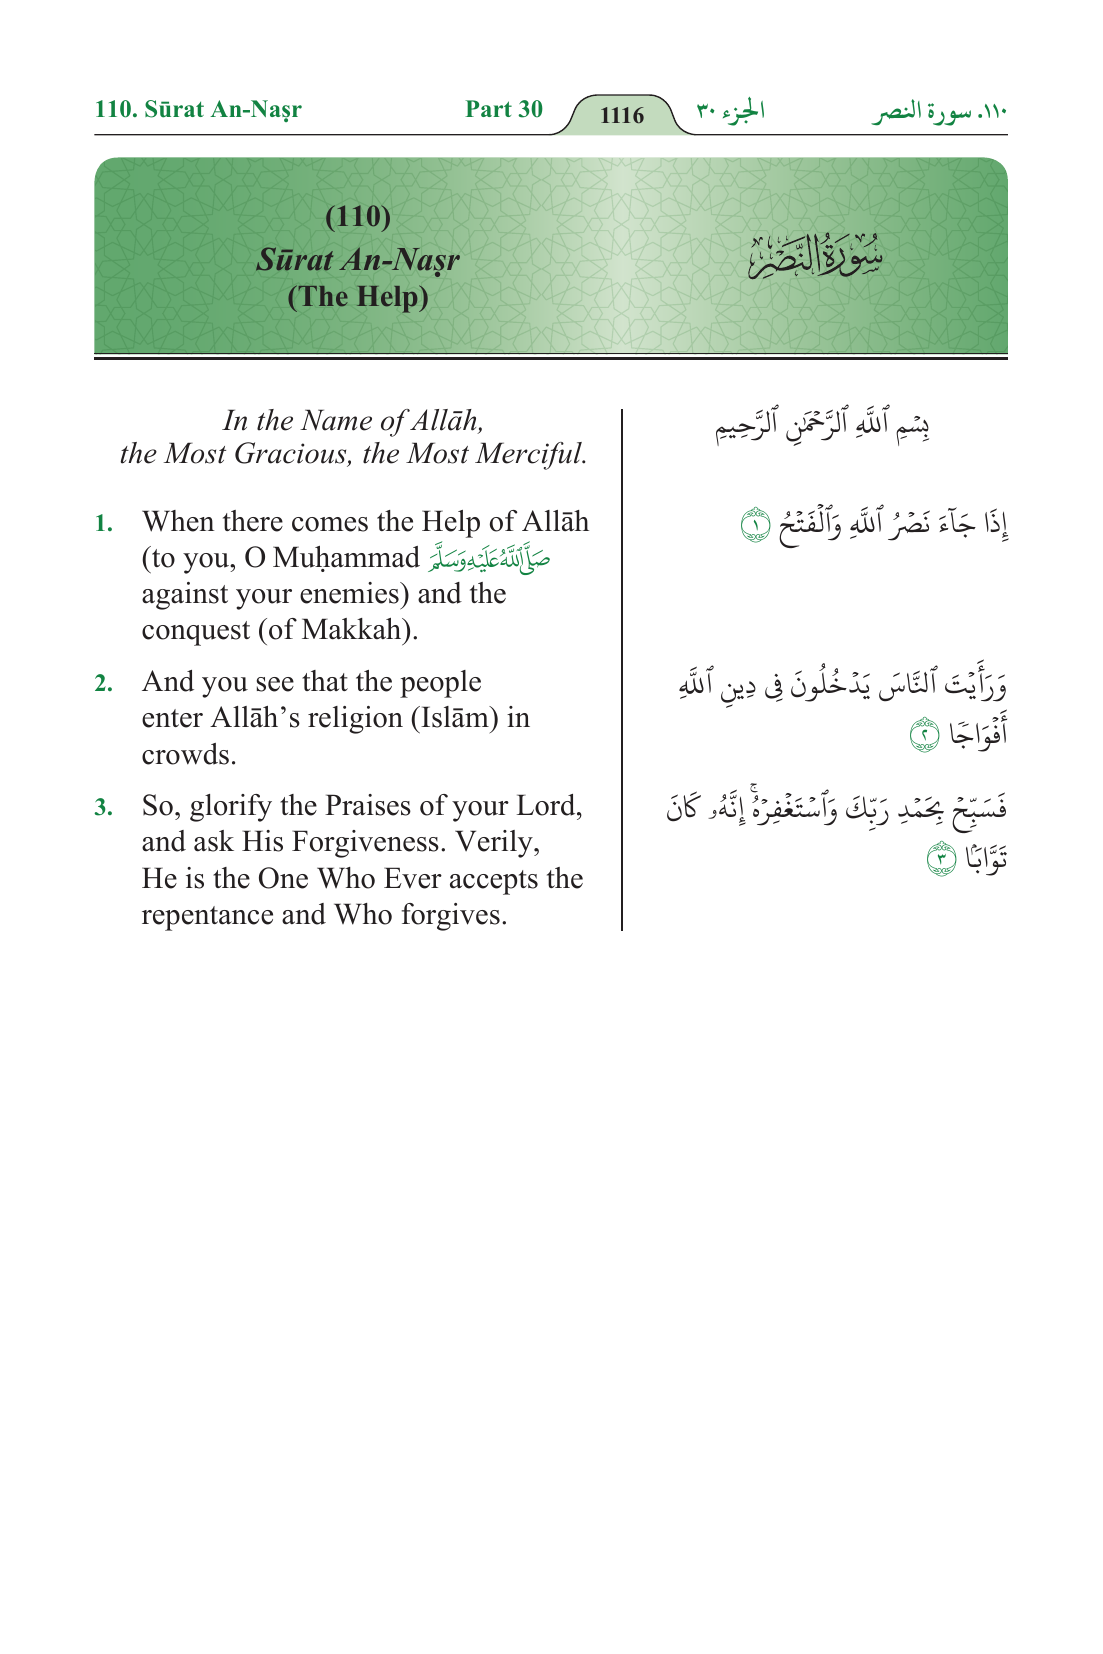 110. Sūrat An-Naṣr Part 30 1116 الجزء ٣٠ ١١٠. سورة النصر
(110)
Sūrat An-Naṣr
(The Help)
سُورَةُ النَّصْرِ
In the Name of Allāh,
the Most Gracious, the Most Merciful.
1. When there comes the Help of Allāh
(to you, O Muḥammad صَلَّى ٱللَّهُ عَلَيْهِ وَسَلَّمَ
against your enemies) and the
conquest (of Makkah).
2. And you see that the people
enter Allāh’s religion (Islām) in
crowds.
3. So, glorify the Praises of your Lord,
and ask His Forgiveness. Verily,
He is the One Who Ever accepts the
repentance and Who forgives.
بِسۡمِ ٱللَّهِ ٱلرَّحۡمَٰنِ ٱلرَّحِيمِ
إِذَا جَآءَ نَصۡرُ ٱللَّهِ وَٱلۡفَتۡحُ ١
وَرَأَيۡتَ ٱلنَّاسَ يَدۡخُلُونَ فِي دِينِ ٱللَّهِ
أَفۡوَاجٗا ٢
فَسَبِّحۡ بِحَمۡدِ رَبِّكَ وَٱسۡتَغۡفِرۡهُۚ إِنَّهُۥ كَانَ
تَوَّابَۢا ٣